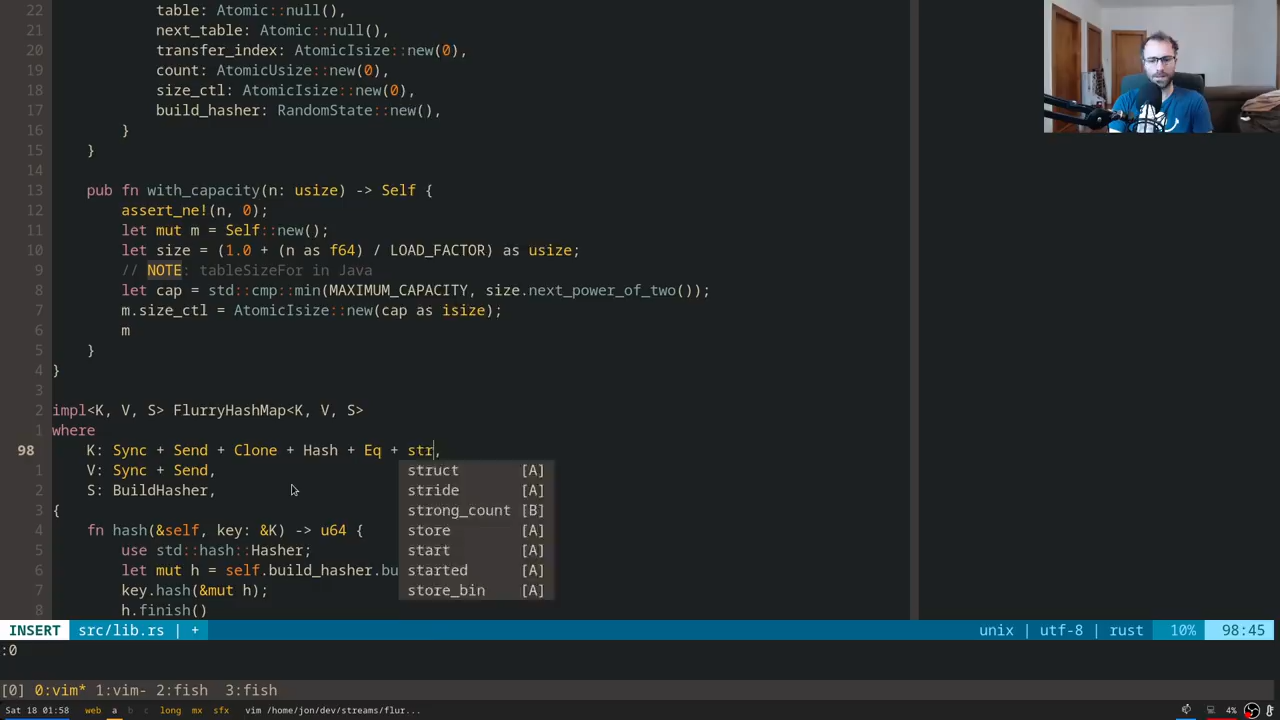 22 table: Atomic::null(),
21 next_table: Atomic::null(),
20 transfer_index: AtomicIsize::new(0),
19 count: AtomicUsize::new(0),
18 size_ctl: AtomicIsize::new(0),
17 build_hasher: RandomState::new(),
16 }
15 }
14
13 pub fn with_capacity(n: usize) -> Self {
12 assert_ne!(n, 0);
11 let mut m = Self::new();
10 let size = (1.0 + (n as f64) / LOAD_FACTOR) as usize;
9 // NOTE: tableSizeFor in Java
8 let cap = std::cmp::min(MAXIMUM_CAPACITY, size.next_power_of_two());
7 m.size_ctl = AtomicIsize::new(cap as isize);
6 m
5 }
4 }
3
2 impl<K, V, S> FlurryHashMap<K, V, S>
1 where
98 K: Sync + Send + Clone + Hash + Eq + str,
1 V: Sync + Send, struct [A]
2 S: BuildHasher, stride [A]
3 { strong_count [B]
4 fn hash(&self, key: &K) -> u64 { store [A]
5 use std::hash::Hasher; start [A]
6 let mut h = self.build_hasher.bu started [A]
7 key.hash(&mut h); store_bin [A]
8 h.finish()
INSERT src/lib.rs | + unix | utf-8 | rust 10% 98:45
:0
[0] 0:vim* 1:vim- 2:fish 3:fish
Sat 18 01:58 web a b c long mx sfx vim /home/jon/dev/streams/flur... 4%